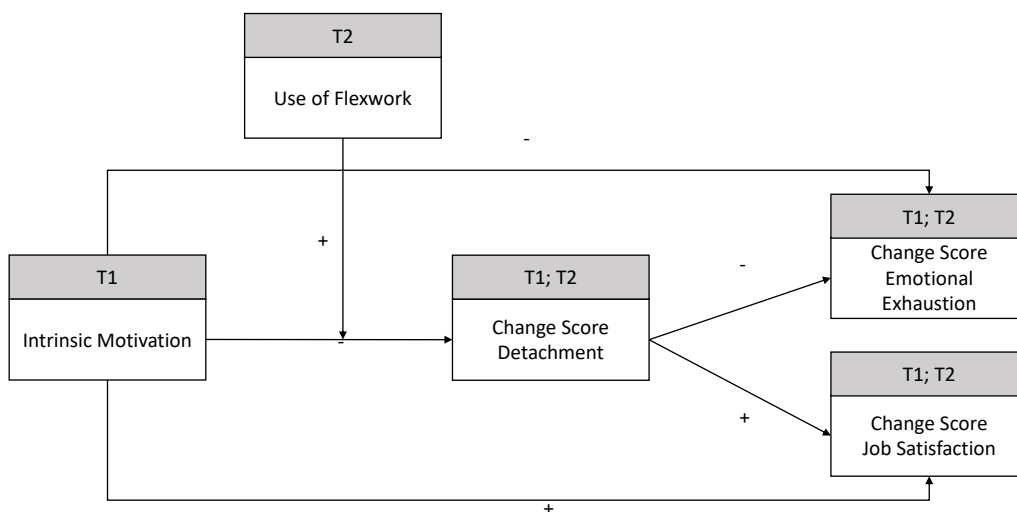 T2
Use of Flexwork
-
T1; T2
Change Score
Emotional
Exhaustion
+
T1
Intrinsic Motivation
-
T1; T2
Change Score
Detachment
-
T1; T2
Change Score
Job Satisfaction
+
+